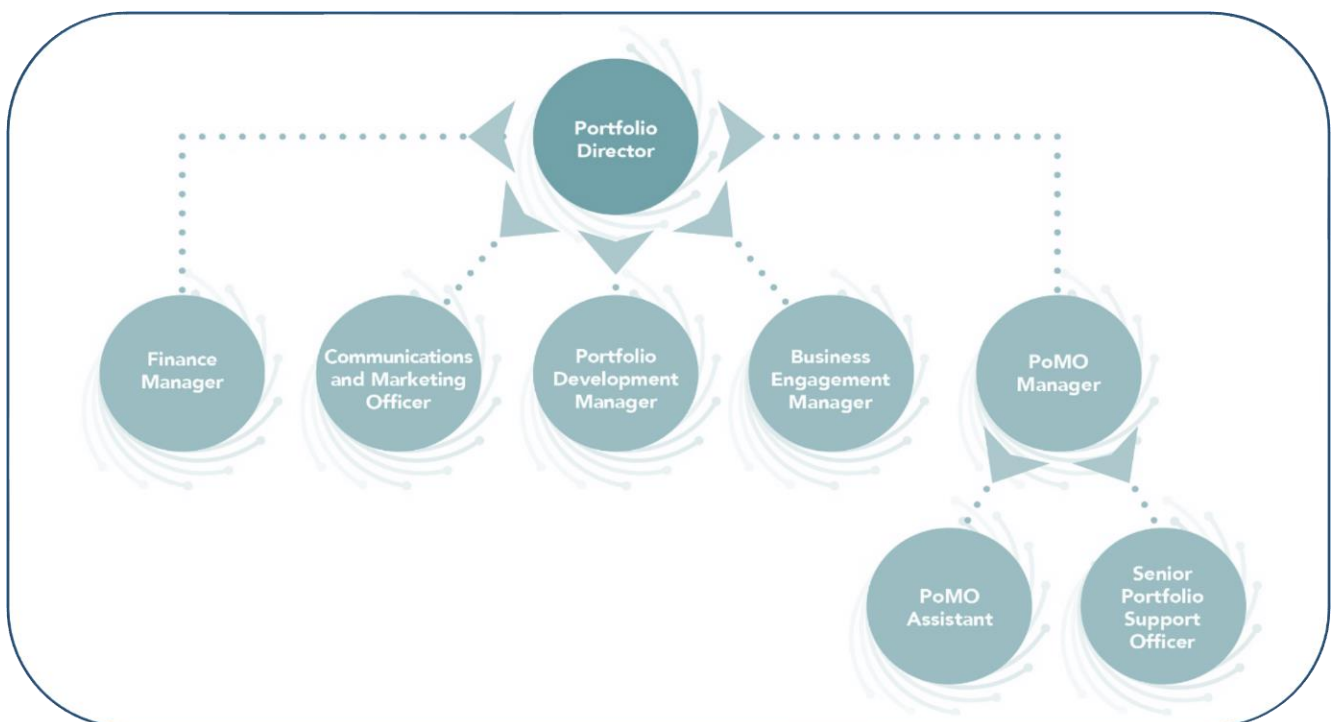 Portfolio
Director
Finance
Manager
Communications
and Marketing
Officer
Portfolio
Development
Manager
Business
Engagement
Manager
PoMO
Manager
PoMO
Assistant
Senior
Portfolio
Support
Officer